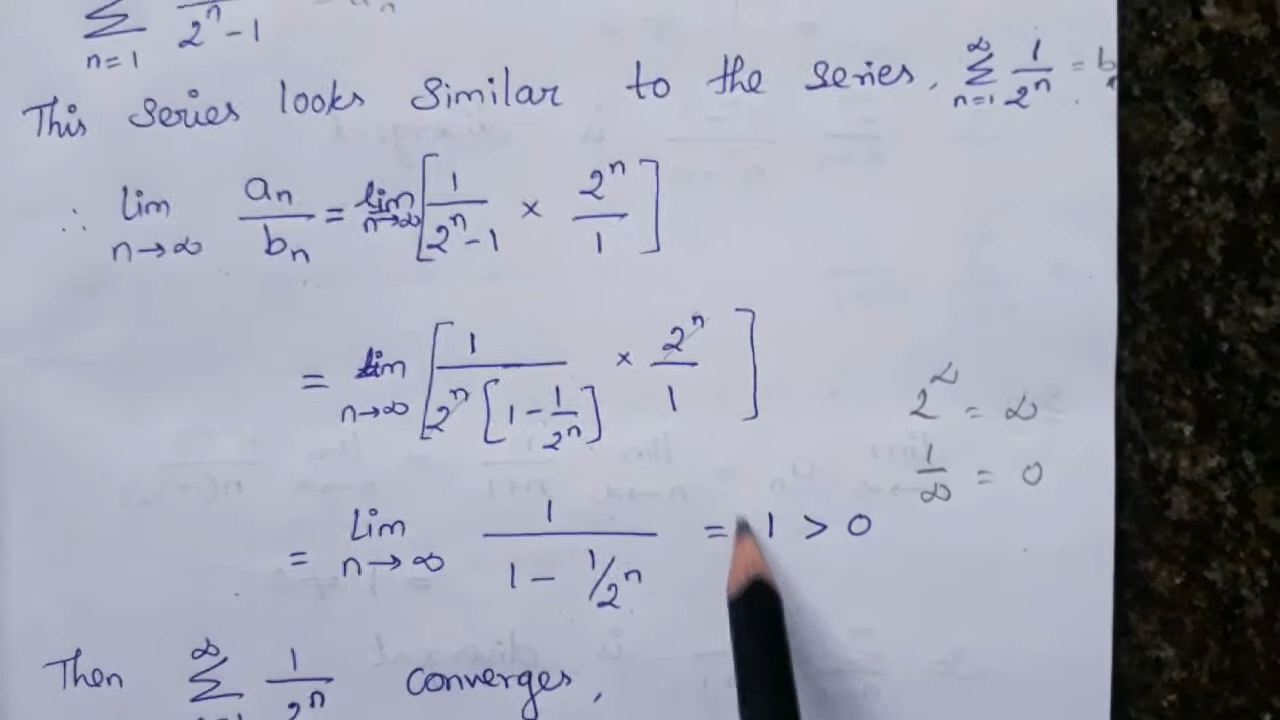 ∑ n=1 2^n - 1
This series looks similar to the series, ∑_{n=1}^{∞} 1/2^n = b
∴ lim_{n→∞} a_n/b_n = lim_{n→∞} [1/(2^n - 1) × 2^n/1]
= lim_{n→∞} [1/(2^n [1 - 1/2^n]) × 2^n/1]
2^∞ = ∞
1/∞ = 0
= Lim_{n→∞} 1/(1 - 1/2^n) = 1 > 0
Then ∑^{∞} 1/2^n converges,